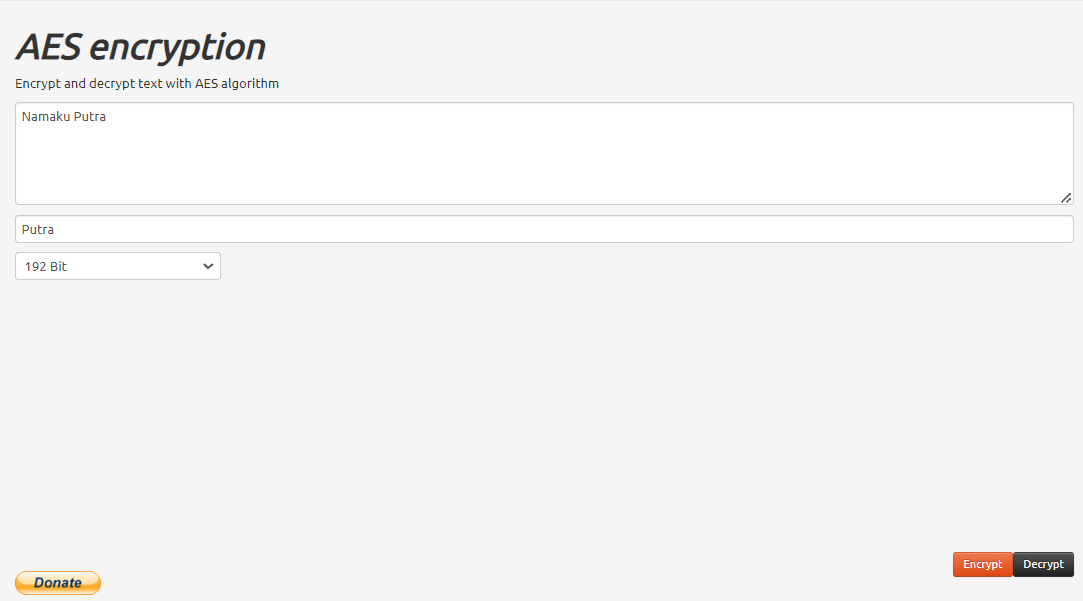 AES encryption
Encrypt and decrypt text with AES algorithm
Namaku Putra
Putra
192 Bit
Encrypt Decrypt
Donate